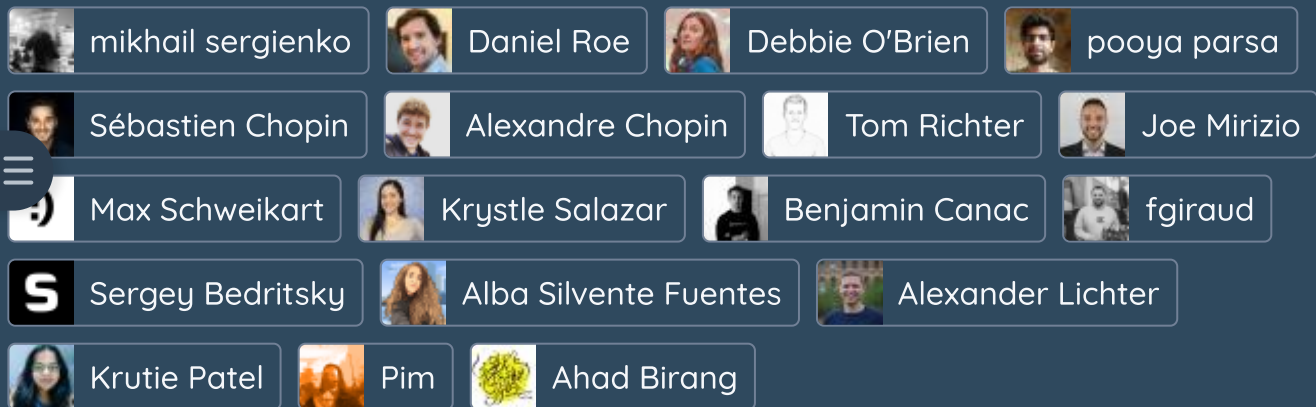 mikhail sergienko Daniel Roe Debbie O'Brien pooya parsa
Sébastien Chopin Alexandre Chopin Tom Richter Joe Mirizio
:) Max Schweikart Krystle Salazar Benjamin Canac fgiraud
S Sergey Bedritsky Alba Silvente Fuentes Alexander Lichter
Krutie Patel Pim Ahad Birang